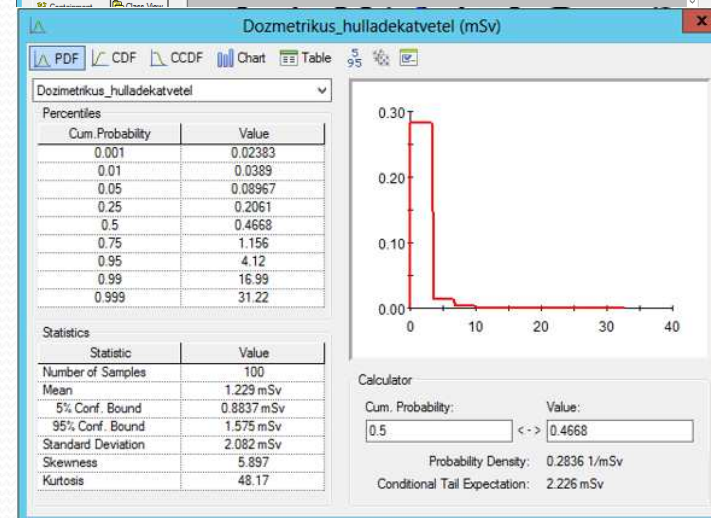 Class View
Dozmetrikus_hulladekatvetel (mSv)
x
PDF CDF CCDF Chart Table 5 95
Dozimetrikus_hulladekatvetel
Percentiles
Cum.Probability Value
0.001 0.02383
0.01 0.0389
0.05 0.08967
0.25 0.2061
0.5 0.4668
0.75 1.156
0.95 4.12
0.99 16.99
0.999 31.22
Statistics
Statistic Value
Number of Samples 100
Mean 1.229 mSv
5% Conf. Bound 0.8837 mSv
95% Conf. Bound 1.575 mSv
Standard Deviation 2.082 mSv
Skewness 5.897
Kurtosis 48.17
0.30
0.20
0.10
0.00
0 10 20 30 40
Calculator
Cum. Probability: Value:
0.5 < - > 0.4668
Probability Density: 0.2836 1/mSv
Conditional Tail Expectation: 2.226 mSv